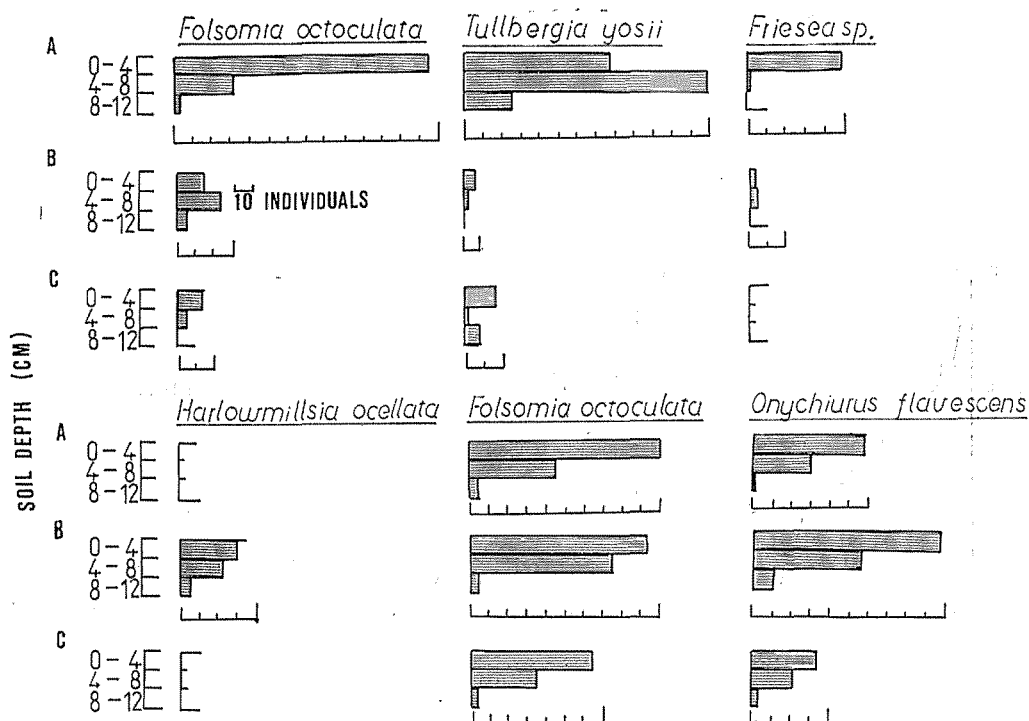 Folsomia octoculata Tullbergia yosii Friesea sp.
A
0-4
4-8
8-12
B
0-4
4-8
8-12
10 INDIVIDUALS
C
0-4
4-8
8-12
SOIL DEPTH (CM)
Harlowmillsia ocellata Folsomia octoculata Onychiurus flavescens
A
0-4
4-8
8-12
B
0-4
4-8
8-12
C
0-4
4-8
8-12